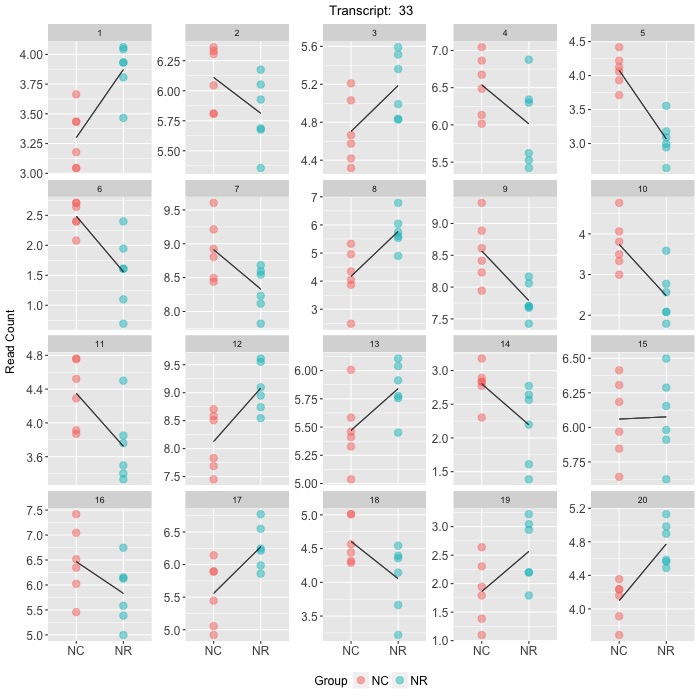 Transcript: 33
1 2 3 4 5
4.00 3.75 3.50 3.25 3.00
6.25 6.00 5.75 5.50
5.6 5.2 4.8 4.4
7.0 6.5 6.0 5.5
4.5 4.0 3.5 3.0
6 7 8 9 10
2.5 2.0 1.5 1.0
9.5 9.0 8.5 8.0
7 6 5 4 3
9.0 8.5 8.0 7.5
4 3 2
Read Count
11 12 13 14 15
4.8 4.4 4.0 3.6
9.5 9.0 8.5 8.0 7.5
6.00 5.75 5.50 5.25 5.00
3.0 2.5 2.0 1.5
6.50 6.25 6.00 5.75
16 17 18 19 20
7.5 7.0 6.5 6.0 5.5 5.0
6.5 6.0 5.5 5.0
5.0 4.5 4.0 3.5
3.0 2.5 2.0 1.5 1.0
5.2 4.8 4.4 4.0
NC NR NC NR NC NR NC NR NC NR
Group NC NR